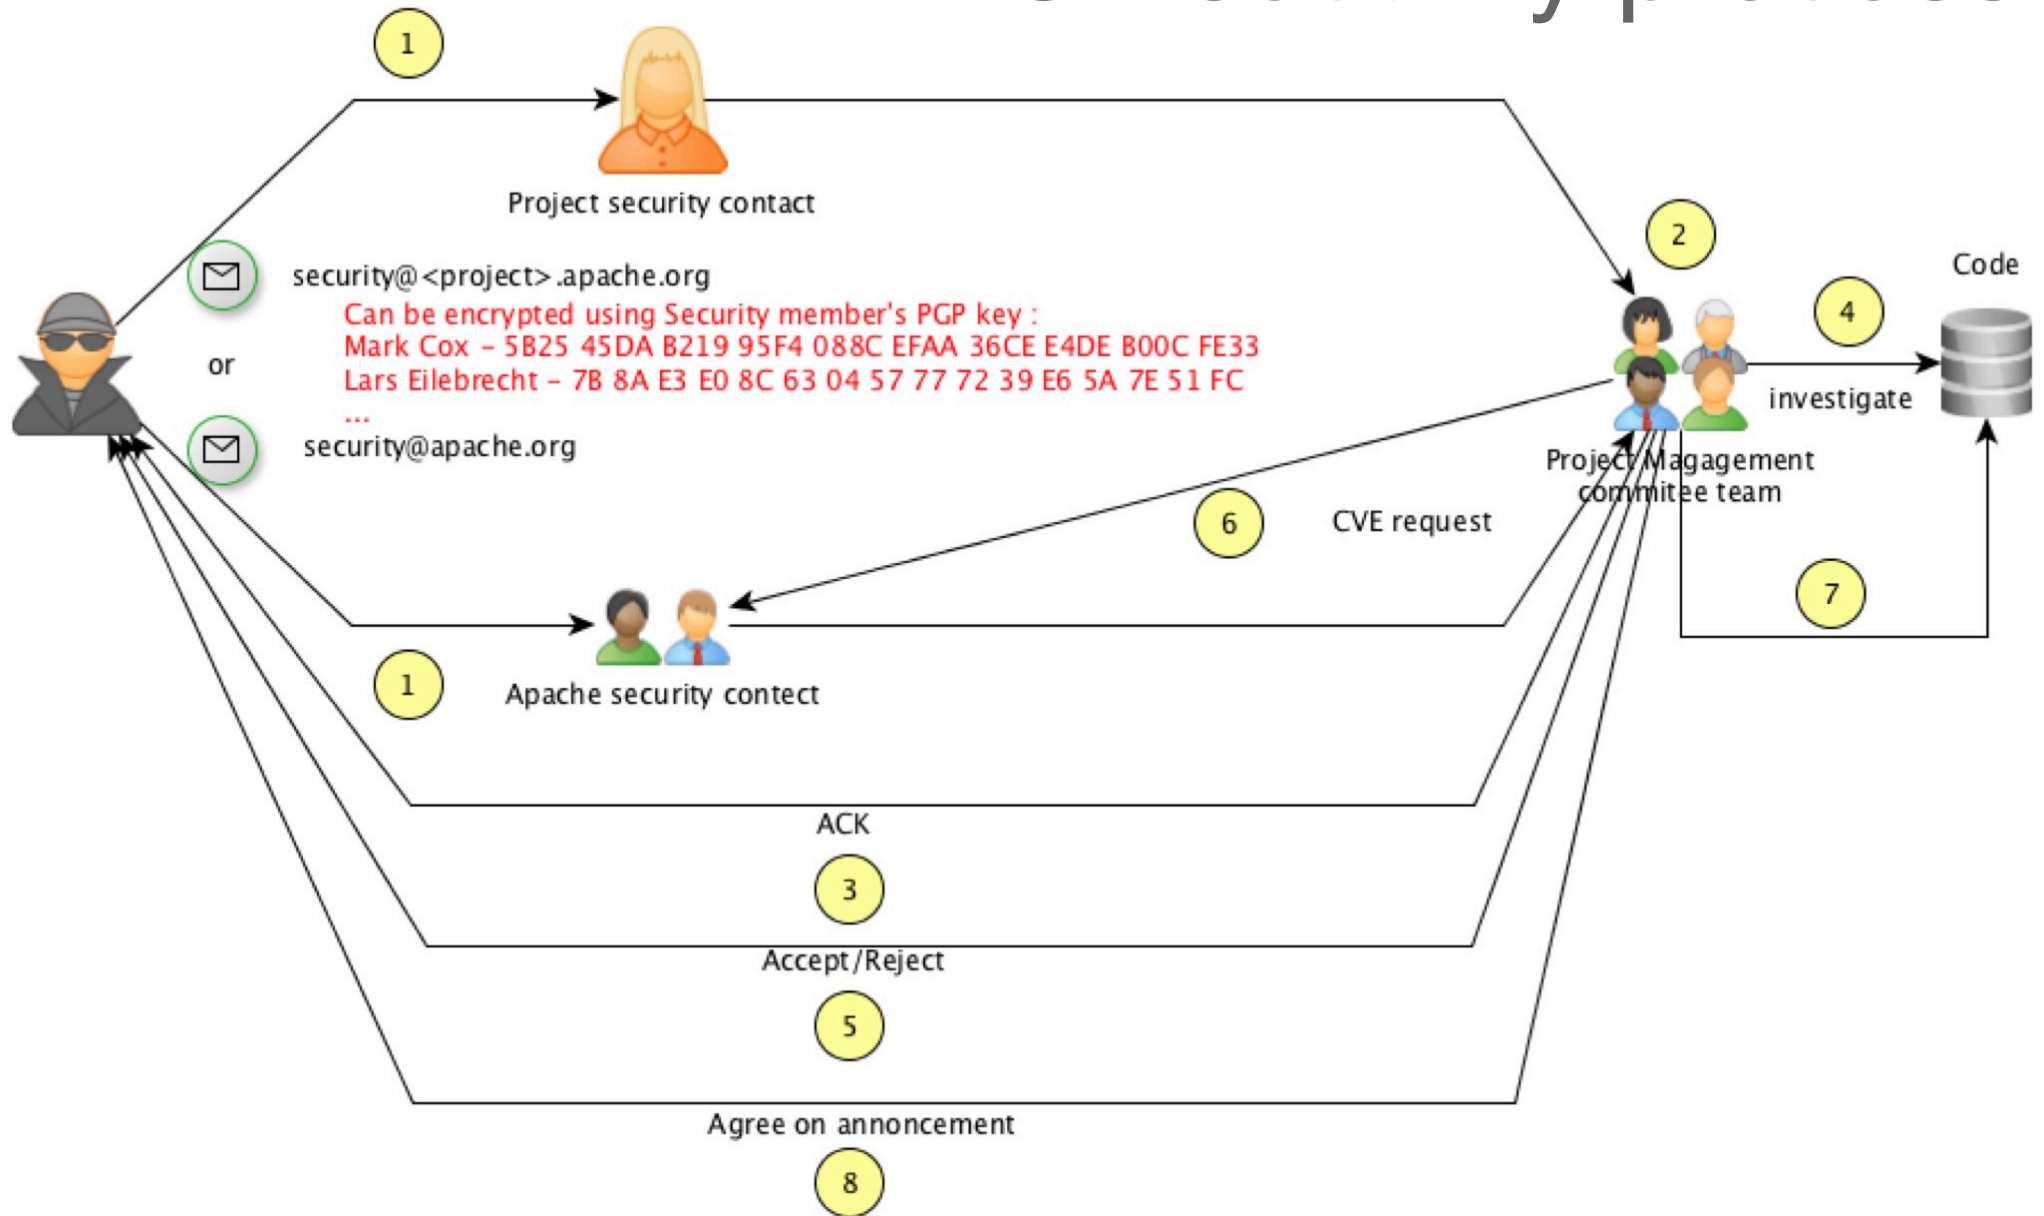 1
Project security contact
2
Code
security@<project>.apache.org
Can be encrypted using Security member's PGP key :
4
Mark Cox – 5B25 45DA B219 95F4 088C EFAA 36CE E4DE B00C FE33
or
Lars Eilebrecht – 7B 8A E3 E0 8C 63 04 57 77 72 39 E6 5A 7E 51 FC
investigate
...
security@apache.org
Project Magagement
commitee team
6
CVE request
7
1
Apache security contect
ACK
3
Accept/Reject
5
Agree on annoncement
8